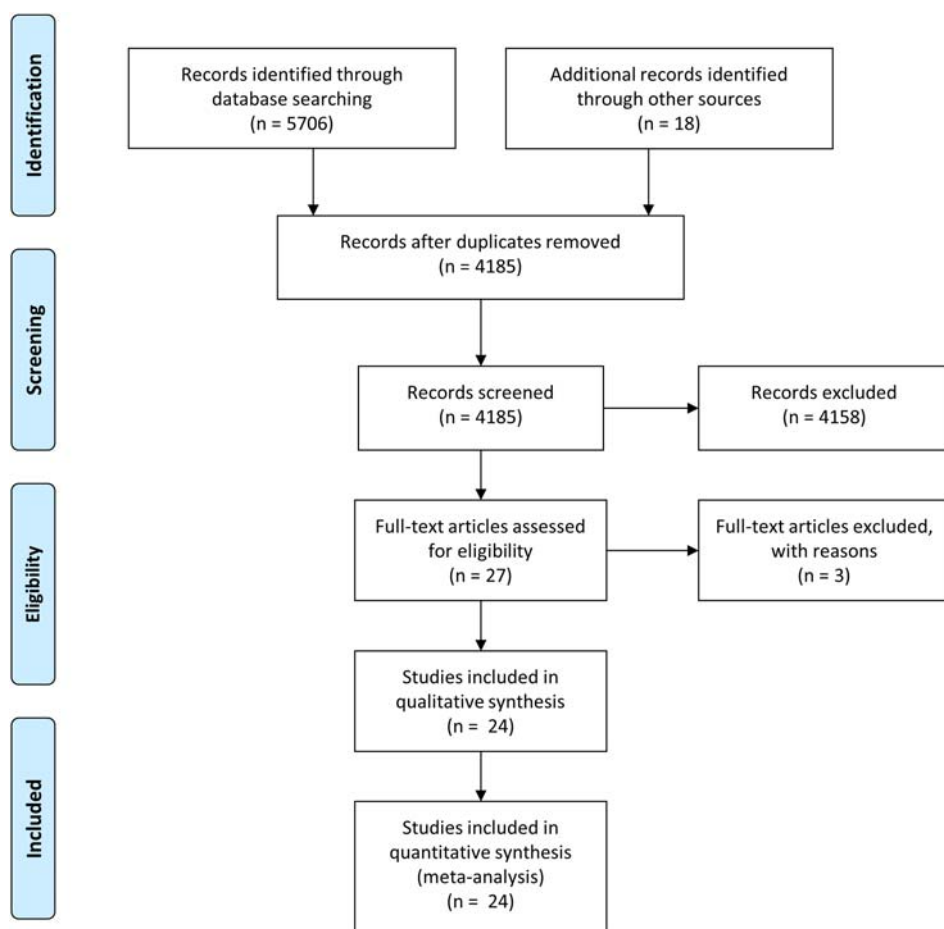 Identification
Records identified through
database searching
(n = 5706)
Additional records identified
through other sources
(n = 18)
Records after duplicates removed
(n = 4185)
Screening
Records screened
(n = 4185)
Records excluded
(n = 4158)
Eligibility
Full-text articles assessed
for eligibility
(n = 27)
Full-text articles excluded,
with reasons
(n = 3)
Studies included in
qualitative synthesis
(n = 24)
Included
Studies included in
quantitative synthesis
(meta-analysis)
(n = 24)